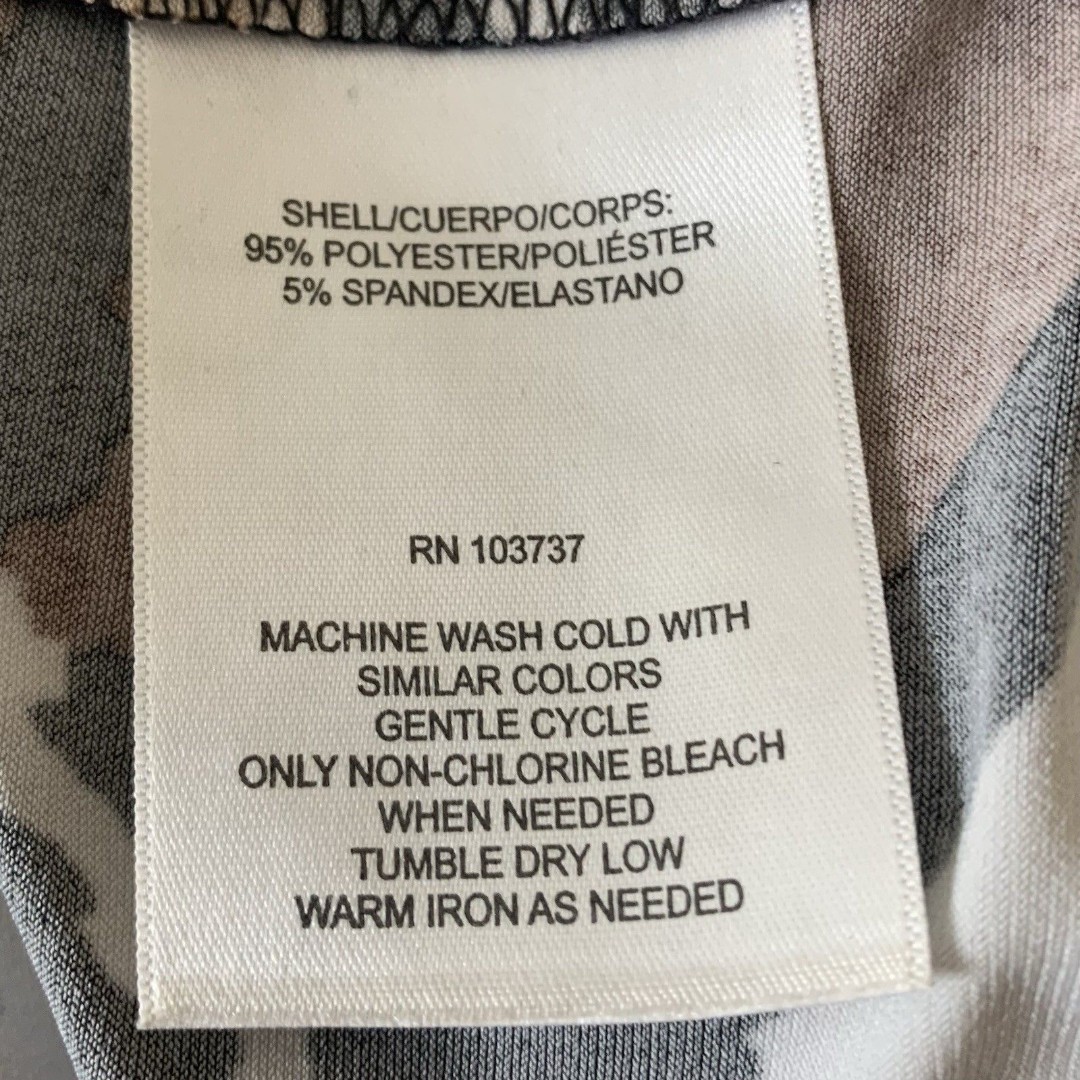 SHELL/CUERPO/CORPS:
95% POLYESTER/POLIÉSTER
5% SPANDEX/ELASTANO
RN 103737
MACHINE WASH COLD WITH
SIMILAR COLORS
GENTLE CYCLE
ONLY NON-CHLORINE BLEACH
WHEN NEEDED
TUMBLE DRY LOW
WARM IRON AS NEEDED